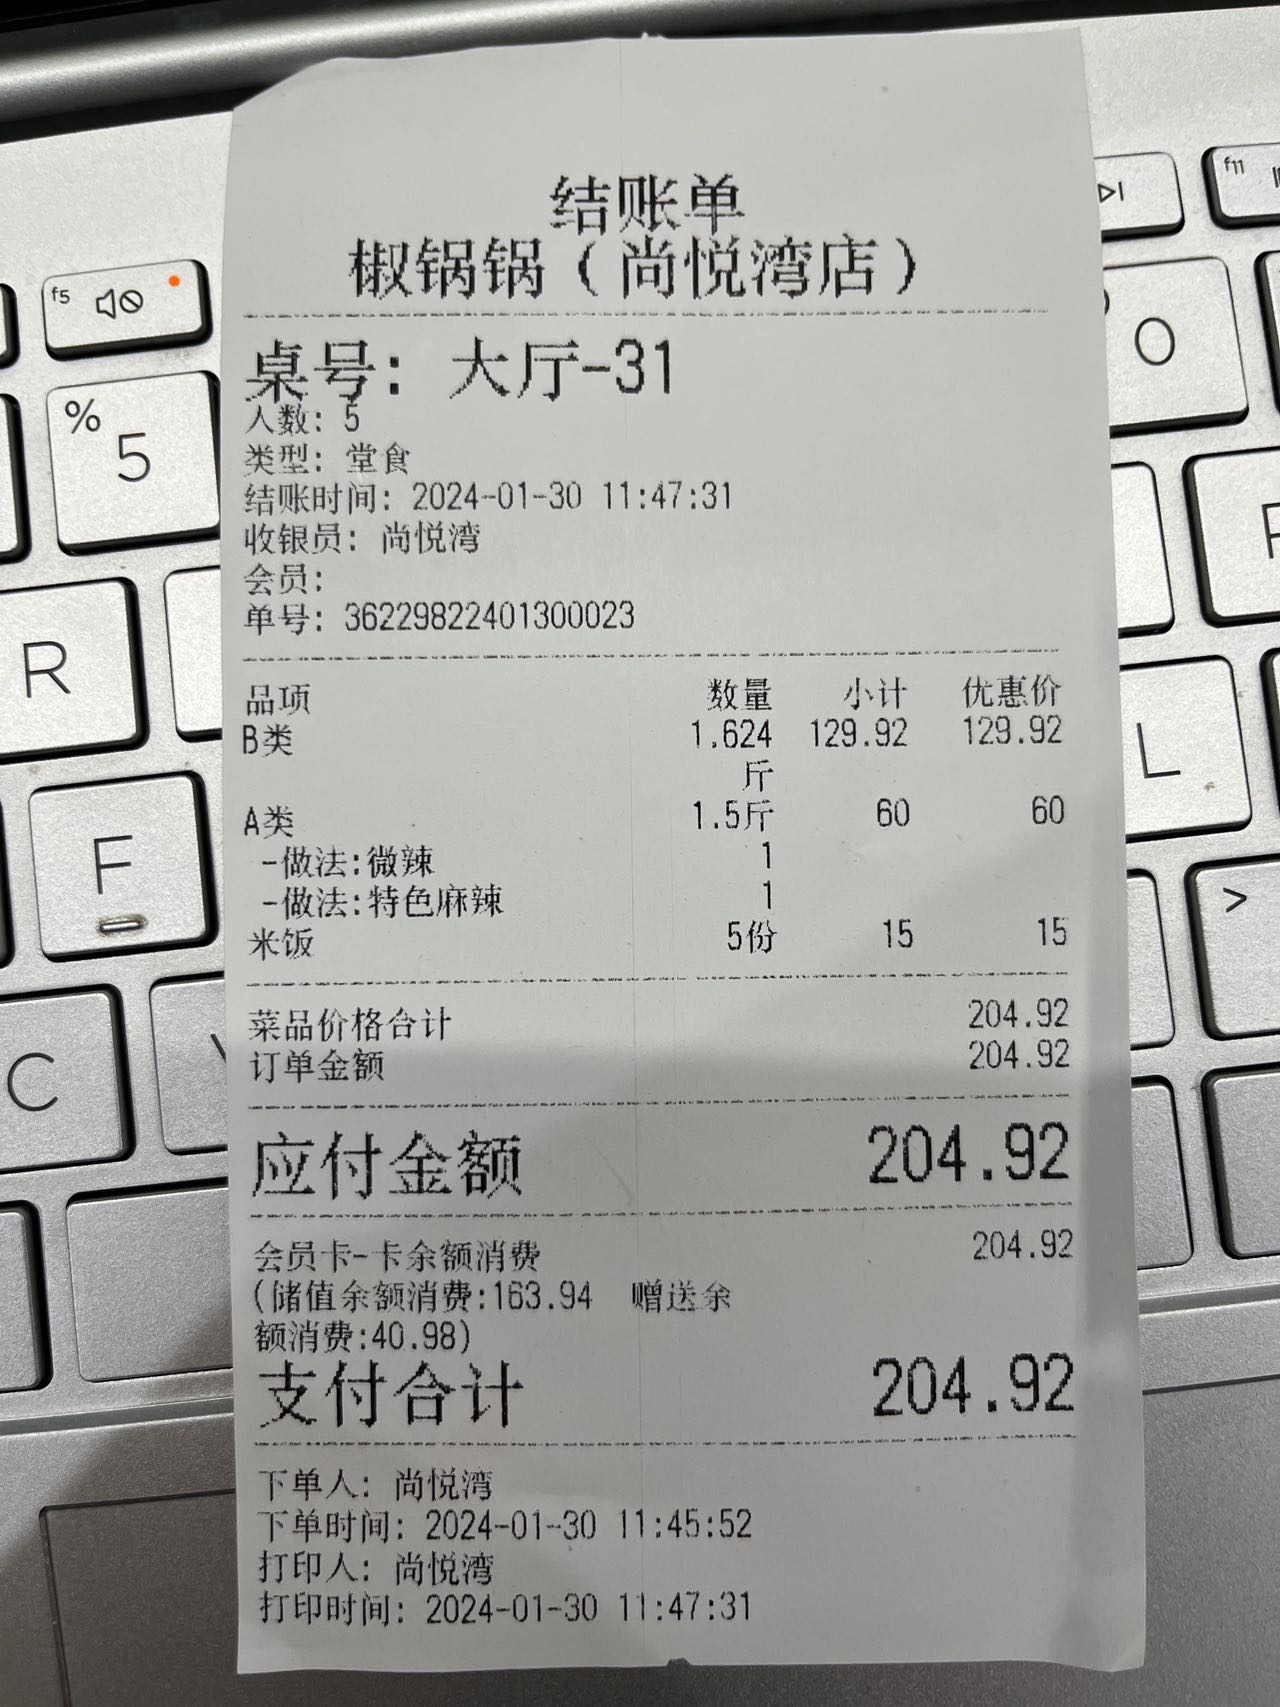 结账单
椒锅锅（尚悦湾店）
桌号: 大厅-31
人数: 5
类型: 堂食
结账时间: 2024-01-30 11:47:31
收银员: 尚悦湾
会员:
单号: 36229822401300023
品项 数量 小计 优惠价
B类 1.624 129.92 129.92
斤
A类 1.5斤 60 60
-做法:微辣 1
-做法:特色麻辣 1
米饭 5份 15 15
菜品价格合计 204.92
订单金额 204.92
应付金额 204.92
会员卡-卡余额消费 204.92
(储值余额消费:163.94 赠送余
额消费:40.98)
支付合计 204.92
下单人: 尚悦湾
下单时间: 2024-01-30 11:45:52
打印人: 尚悦湾
打印时间: 2024-01-30 11:47:31
f5
%
5
R
F
C
f11
O
L
>